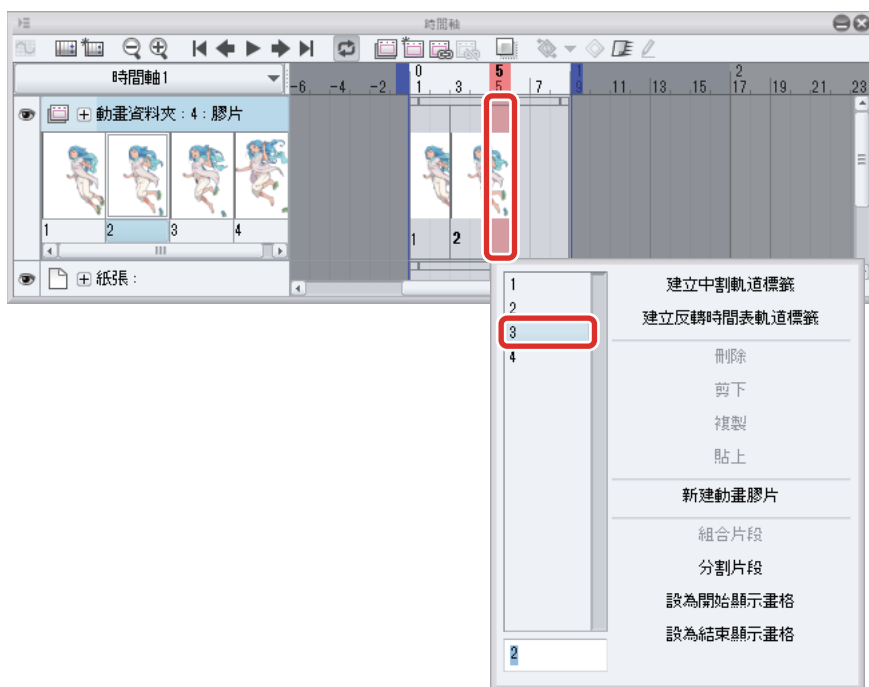 時間軸
時間軸1
0 5 1 2
-6 -4 -2 1 3 5 7 9 11 13 15 17 19 21 23
動畫資料夾：4：膠片
1 2 3 4
1 2
紙張：
1
2
3
4
2
建立中割軌道標籤
建立反轉時間表軌道標籤
刪除
剪下
複製
貼上
新建動畫膠片
組合片段
分割片段
設為開始顯示畫格
設為結束顯示畫格